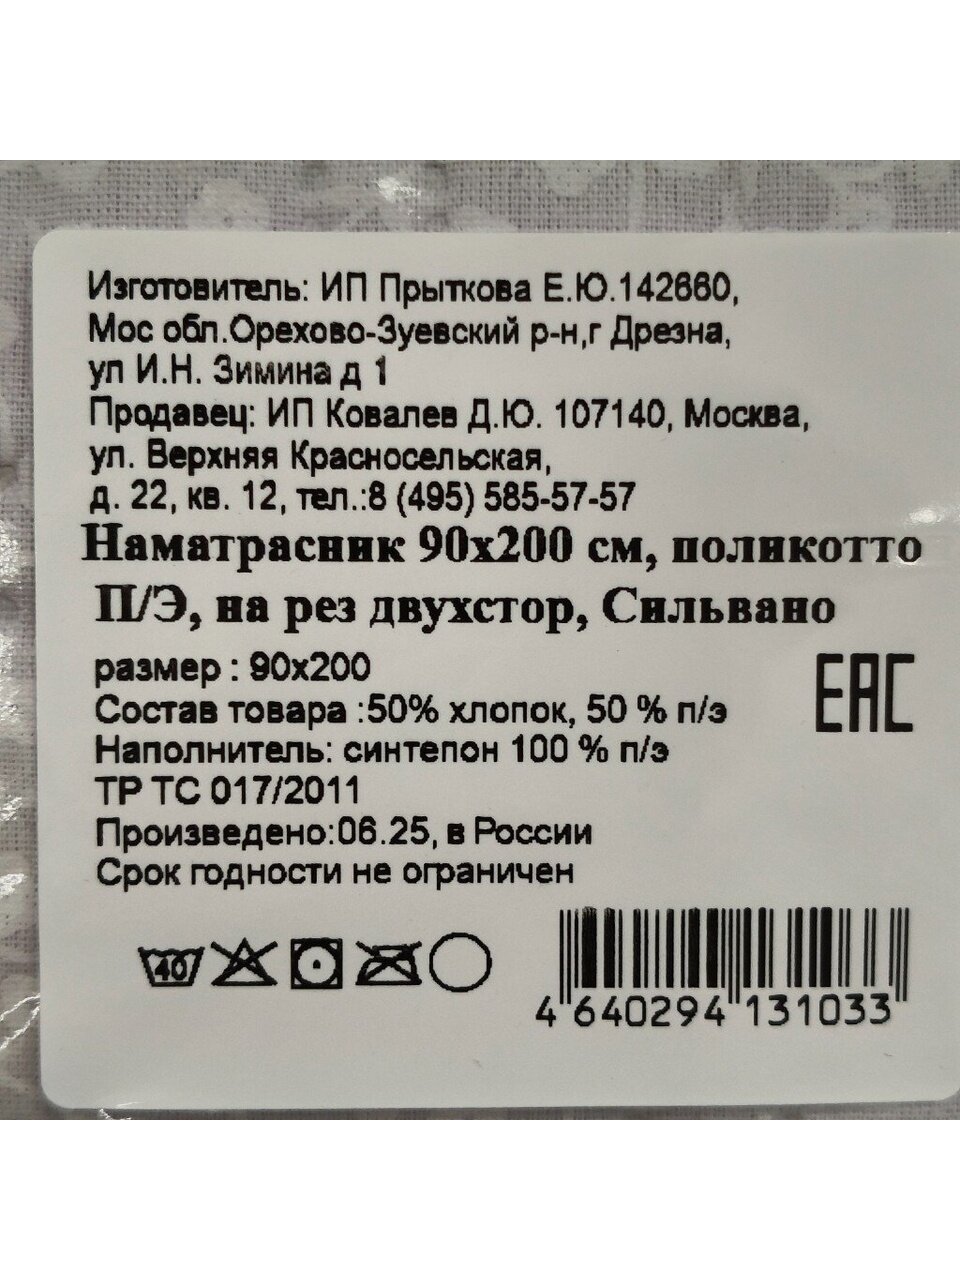 Изготовитель: ИП Прыткова Е.Ю.142660,
Мос обл.Орехово-Зуевский р-н,г Дрезна,
ул И.Н. Зимина д 1
Продавец: ИП Ковалев Д.Ю. 107140, Москва,
ул. Верхняя Красносельская,
д. 22, кв. 12, тел.:8 (495) 585-57-57
Наматрасник 90х200 см, поликотто
П/Э, на рез двухстор, Сильвано
размер : 90х200
Состав товара :50% хлопок, 50 % п/э
Наполнитель: синтепон 100 % п/э
ТР ТС 017/2011
Произведено:06.25, в России
Срок годности не ограничен
EAC
40
4 640294 131033